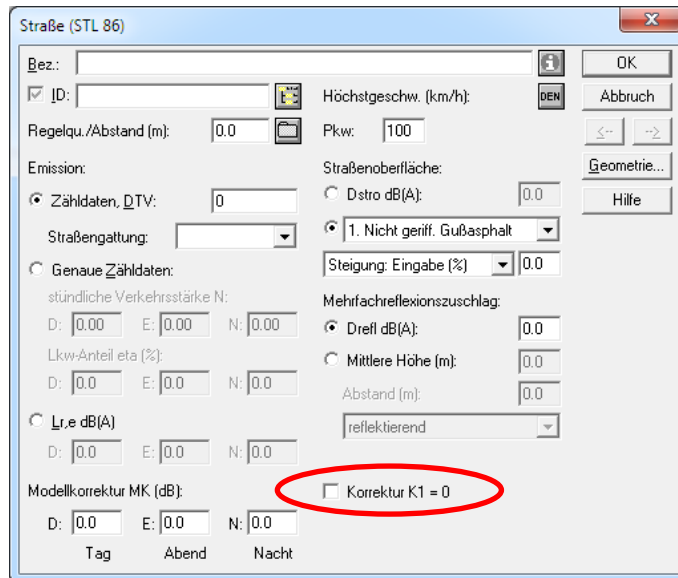 Straße (STL 86)
Bez.:
OK
ID:
Höchstgeschw. (km/h):
DEN
Abbruch
Regelqu./Abstand (m):
0.0
Pkw:
100
<--
-->
Emission:
Straßenoberfläche:
Geometrie...
Zähldaten, DTV:
0
Dstro dB(A):
0.0
Hilfe
Straßengattung:
1. Nicht geriff. Gußasphalt
Genaue Zähldaten:
Steigung: Eingabe (%)
0.0
stündliche Verkehrsstärke N:
Mehrfachreflexionszuschlag:
D: 0.00 E: 0.00 N: 0.00
Drefl dB(A):
0.0
Lkw-Anteil eta (%):
Mittlere Höhe (m):
0.0
D: 0.0 E: 0.0 N: 0.0
Abstand (m):
0.0
Lr,e dB(A)
reflektierend
D: 0.0 E: 0.0 N: 0.0
Modellkorrektur MK (dB):
Korrektur K1 = 0
D: 0.0 E: 0.0 N: 0.0
Tag Abend Nacht